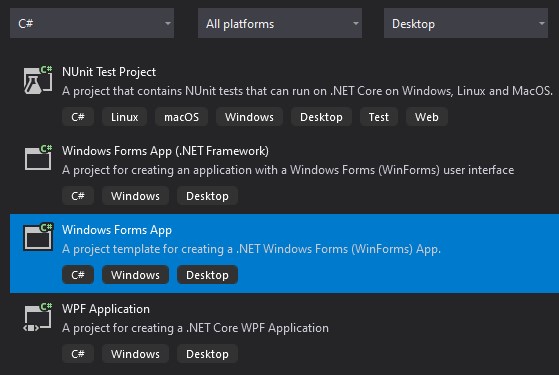 C# All platforms Desktop
NUnit Test Project
A project that contains NUnit tests that can run on .NET Core on Windows, Linux and MacOS.
C# Linux macOS Windows Desktop Test Web
Windows Forms App (.NET Framework)
A project for creating an application with a Windows Forms (WinForms) user interface
C# Windows Desktop
Windows Forms App
A project template for creating a .NET Windows Forms (WinForms) App.
C# Windows Desktop
WPF Application
A project for creating a .NET Core WPF Application
C# Windows Desktop